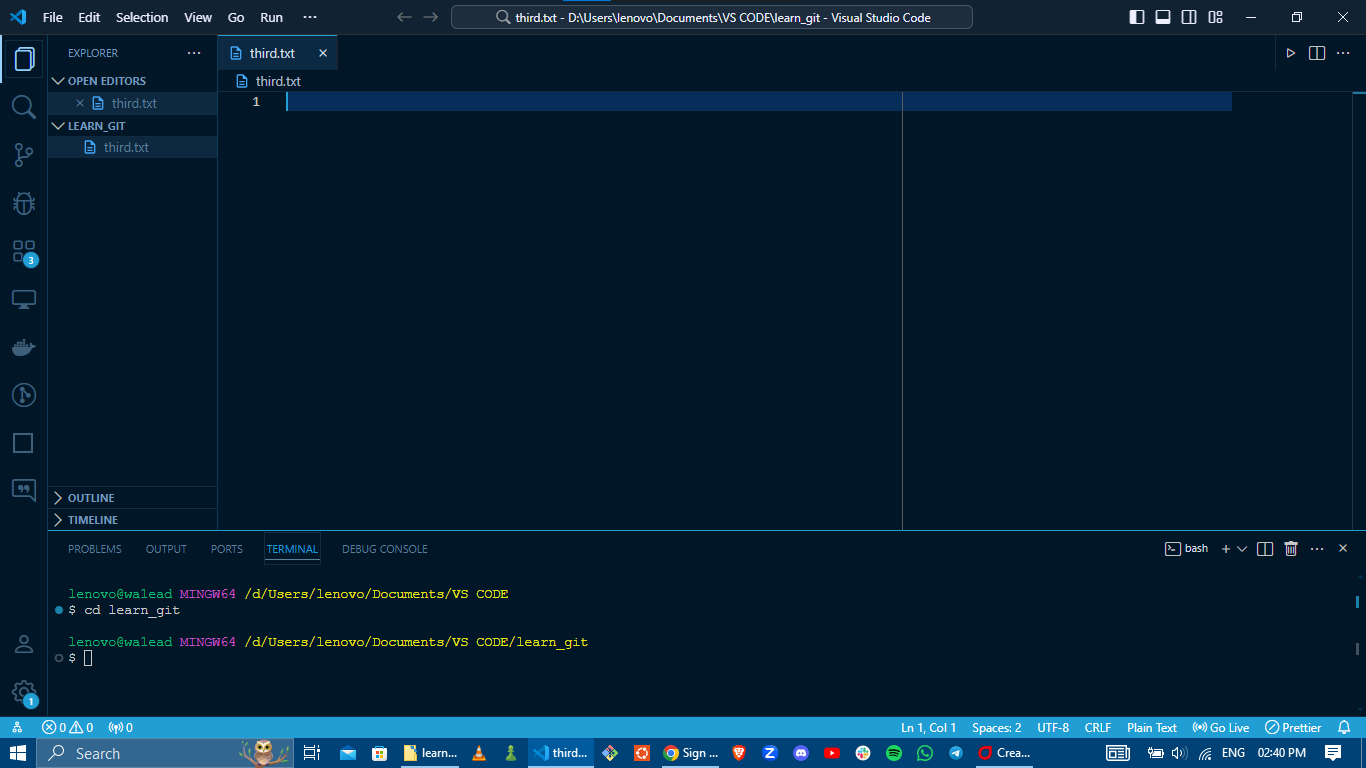 File Edit Selection View Go Run ···
third.txt - D:\Users\lenovo\Documents\VS CODE\learn_git - Visual Studio Code
EXPLORER
OPEN EDITORS
third.txt
LEARN_GIT
third.txt
OUTLINE
TIMELINE
third.txt
third.txt
1
3
1
PROBLEMS OUTPUT PORTS TERMINAL DEBUG CONSOLE
bash
lenovo@walead MINGW64 /d/Users/lenovo/Documents/VS CODE
$ cd learn_git
lenovo@walead MINGW64 /d/Users/lenovo/Documents/VS CODE/learn_git
$
0 0 0
Ln 1, Col 1 Spaces: 2 UTF-8 CRLF Plain Text Go Live Prettier
Search
learn...
third...
Sign ...
Crea...
ENG 02:40 PM